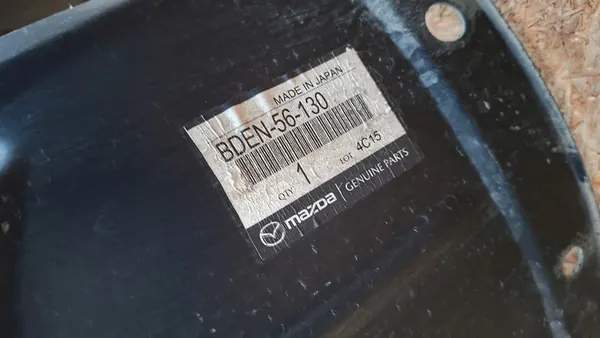 MADE IN JAPAN
BDEN-56-130
QTY 1 LOT 4C15
mazda | GENUINE PARTS